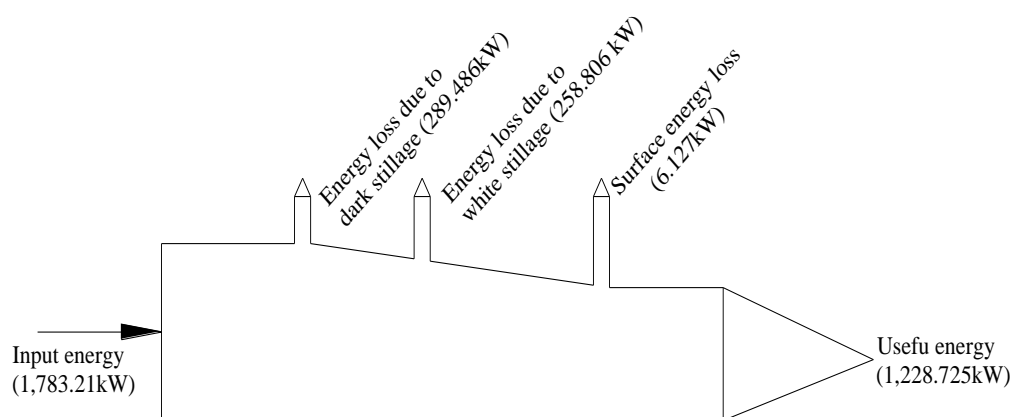 Energy loss due to
dark stillage (289.486kW)
Energy loss due to
white stillage (258.806 kW)
Surface energy loss
(6.127kW)
Input energy
(1,783.21kW)
Usefu energy
(1,228.725kW)